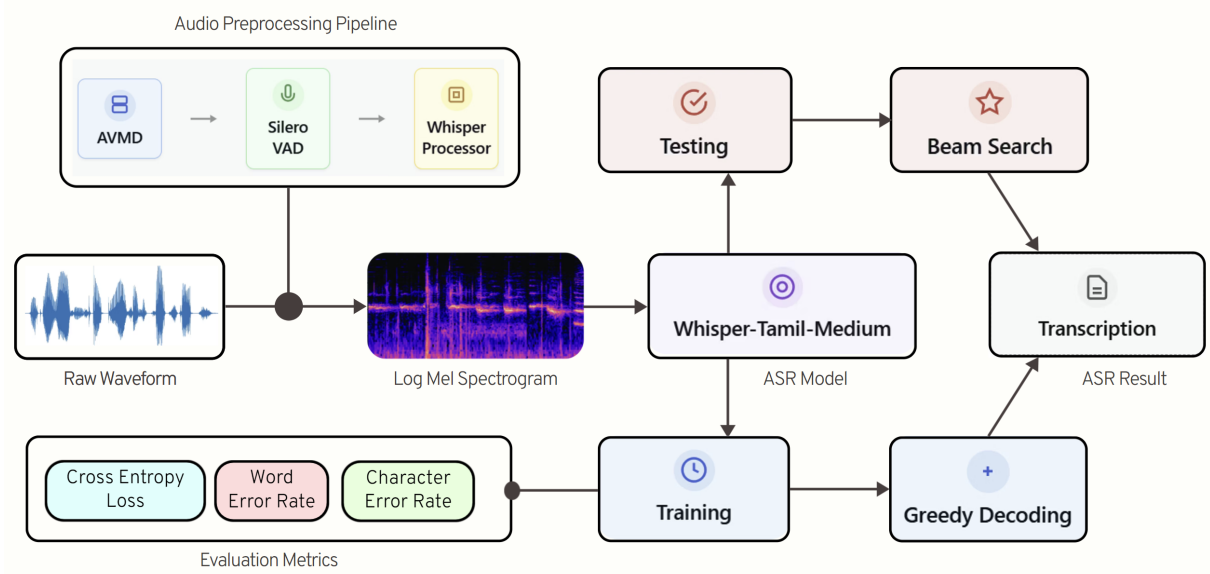 Audio Preprocessing Pipeline
AVMD
Silero
VAD
Whisper
Processor
Testing
Beam Search
Raw Waveform
Log Mel Spectrogram
Whisper-Tamil-Medium
ASR Model
Transcription
ASR Result
Cross Entropy
Loss
Word
Error Rate
Character
Error Rate
Evaluation Metrics
Training
Greedy Decoding